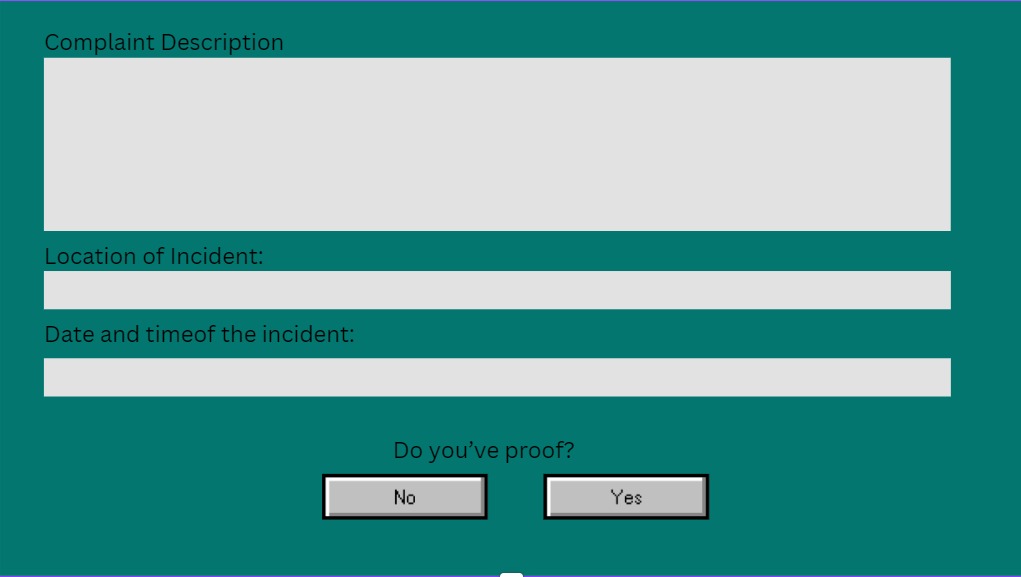 Complaint Description
Location of Incident:
Date and timeof the incident:
Do you’ve proof?
No
Yes